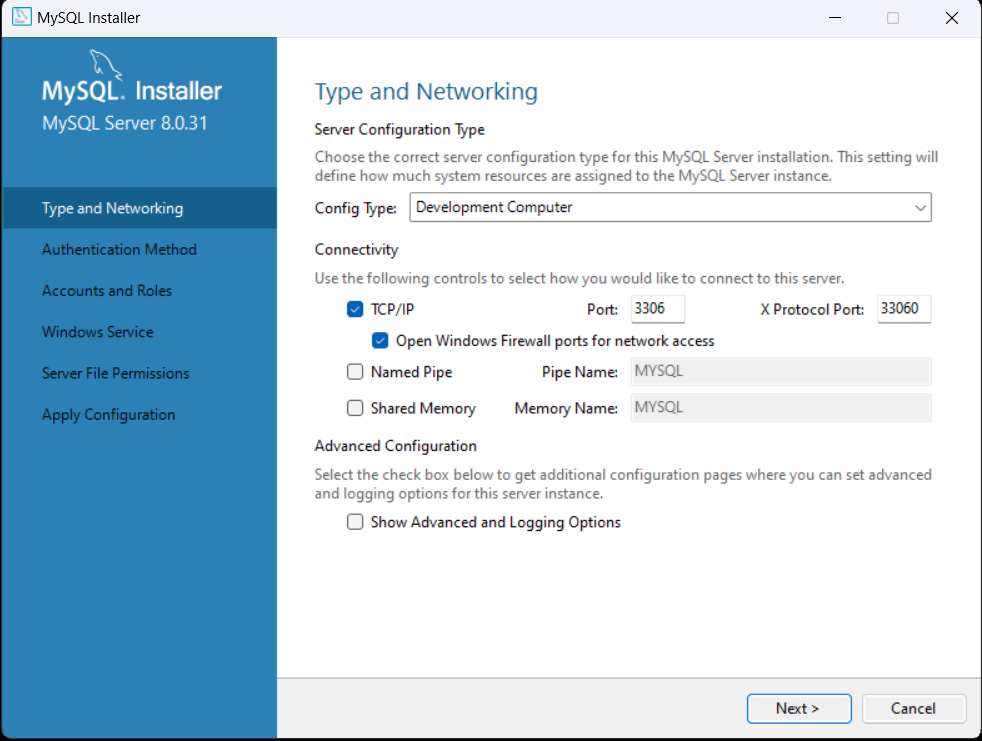 MySQL Installer
MySQL. Installer
MySQL Server 8.0.31
Type and Networking
Authentication Method
Accounts and Roles
Windows Service
Server File Permissions
Apply Configuration
Type and Networking
Server Configuration Type
Choose the correct server configuration type for this MySQL Server installation. This setting will
define how much system resources are assigned to the MySQL Server instance.
Config Type: Development Computer
Connectivity
Use the following controls to select how you would like to connect to this server.
TCP/IP Port: 3306 X Protocol Port: 33060
Open Windows Firewall ports for network access
Named Pipe Pipe Name: MYSQL
Shared Memory Memory Name: MYSQL
Advanced Configuration
Select the check box below to get additional configuration pages where you can set advanced
and logging options for this server instance.
Show Advanced and Logging Options
Next > Cancel